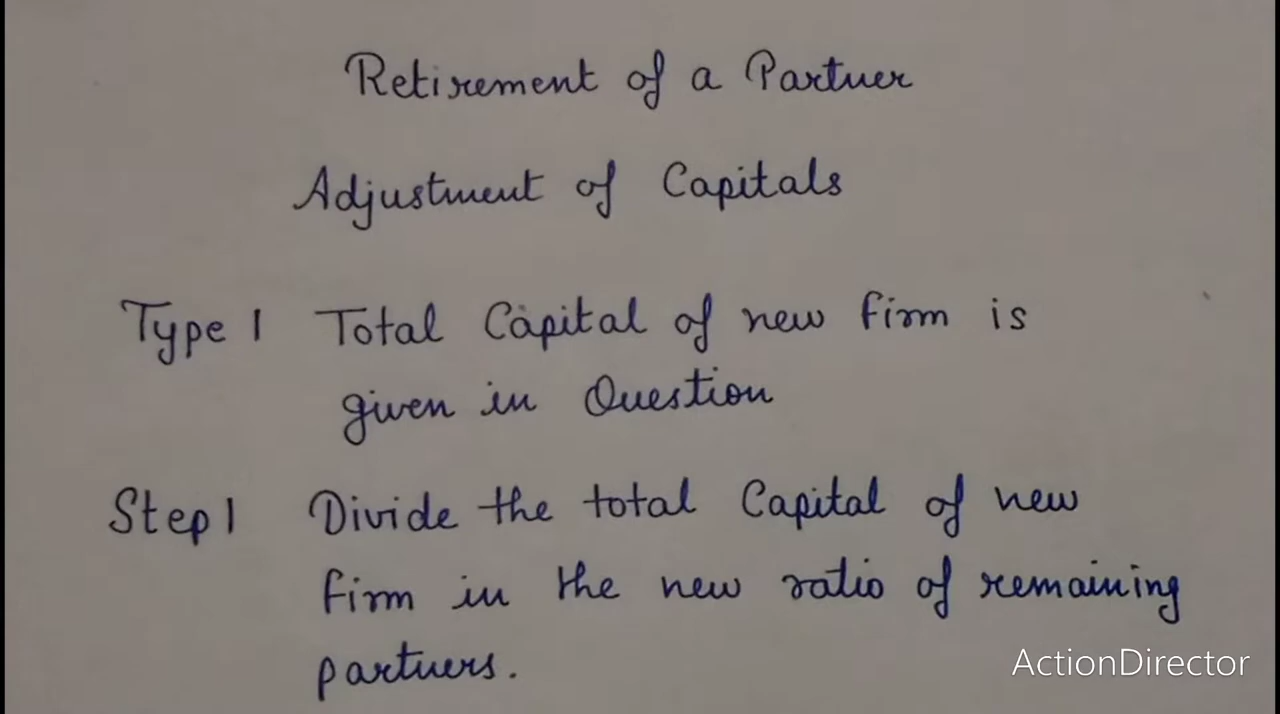 Retirement of a Partner
Adjustment of Capitals
Type 1 Total Capital of new firm is
given in Question
Step 1 Divide the total Capital of new
firm in the new ratio of remaining
partners.
ActionDirector